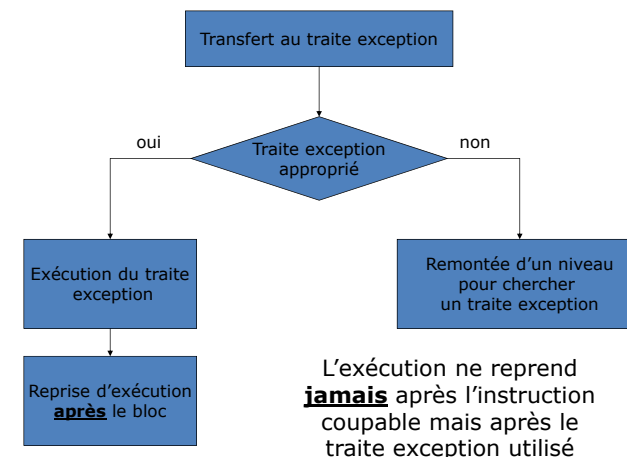 Transfert au traite exception
oui
non
Traite exception
approprié
Exécution du traite
exception
Remontée d’un niveau
pour chercher
un traite exception
Reprise d’exécution
après le bloc
L’exécution ne reprend
jamais après l’instruction
coupable mais après le
traite exception utilisé